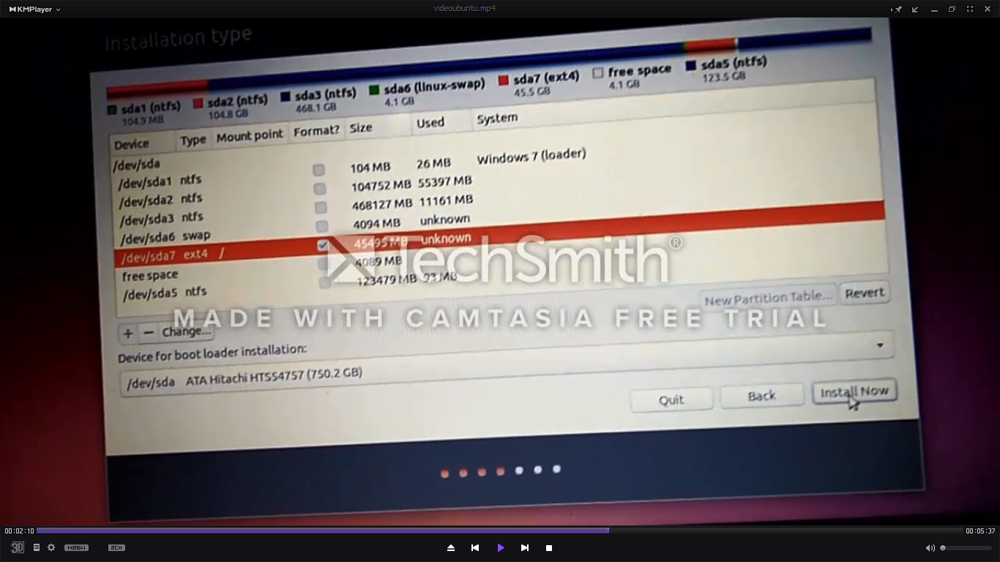 KMPlayer
videoubuntu.mp4
Installation type
sda1 (ntfs)
104.9 MB
sda2 (ntfs)
104.8 GB
sda3 (ntfs)
468.1 GB
sda6 (linux-swap)
4.1 GB
sda7 (ext4)
45.5 GB
free space
4.1 GB
sda5 (ntfs)
123.5 GB
Device Type Mount point Format? Size Used System
/dev/sda
/dev/sda1 ntfs 104 MB 26 MB Windows 7 (loader)
/dev/sda2 ntfs 104752 MB 55397 MB
/dev/sda3 ntfs 468127 MB 11161 MB
/dev/sda6 swap 4094 MB unknown
/dev/sda7 ext4 / 45495 MB unknown
free space 4089 MB
/dev/sda5 ntfs 123479 MB 93 MB
TechSmith®
MADE WITH CAMTASIA FREE TRIAL
New Partition Table... Revert
+ − Change...
Device for boot loader installation:
/dev/sda ATA Hitachi HTS54757 (750.2 GB)
Quit Back Install Now
00:02:10 00:05:37
3D H264 2CH